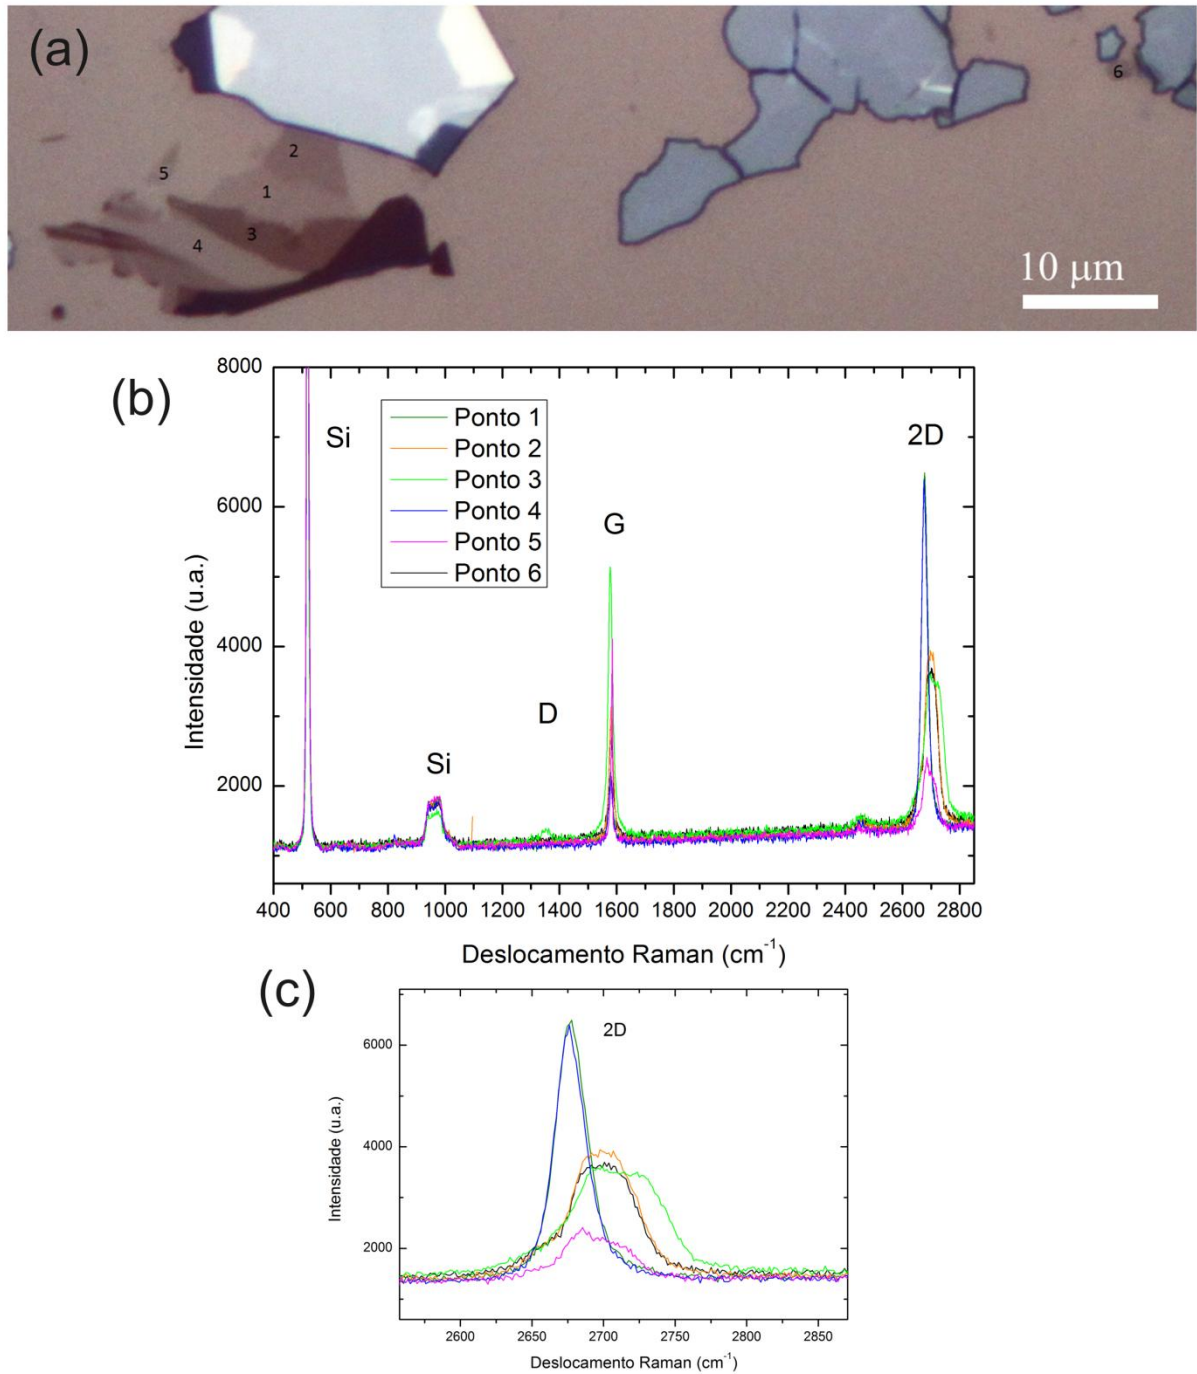 (a)
6
2
5
1
3
4
10 μm
(b)
8000
6000
4000
2000
Intensidade (u.a.)
Si
Ponto 1
Ponto 2
Ponto 3
Ponto 4
Ponto 5
Ponto 6
2D
G
D
Si
400 600 800 1000 1200 1400 1600 1800 2000 2200 2400 2600 2800
Deslocamento Raman (cm⁻¹)
(c)
2D
6000
4000
2000
Intensidade (u.a.)
2600 2650 2700 2750 2800 2850
Deslocamento Raman (cm⁻¹)